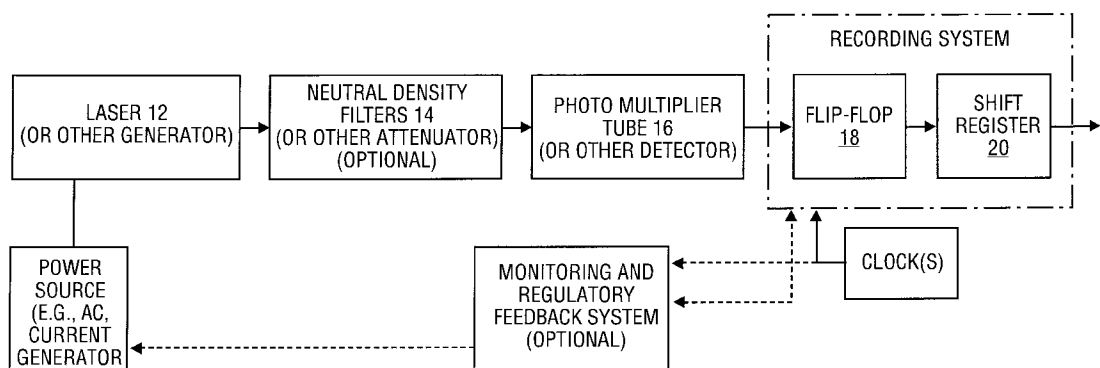 RECORDING SYSTEM
LASER 12
(OR OTHER GENERATOR)
NEUTRAL DENSITY
FILTERS 14
(OR OTHER ATTENUATOR)
(OPTIONAL)
PHOTO MULTIPLIER
TUBE 16
(OR OTHER DETECTOR)
FLIP-FLOP
18
SHIFT
REGISTER
20
POWER
SOURCE
(E.G., AC,
CURRENT
GENERATOR
MONITORING AND
REGULATORY
FEEDBACK SYSTEM
(OPTIONAL)
CLOCK(S)